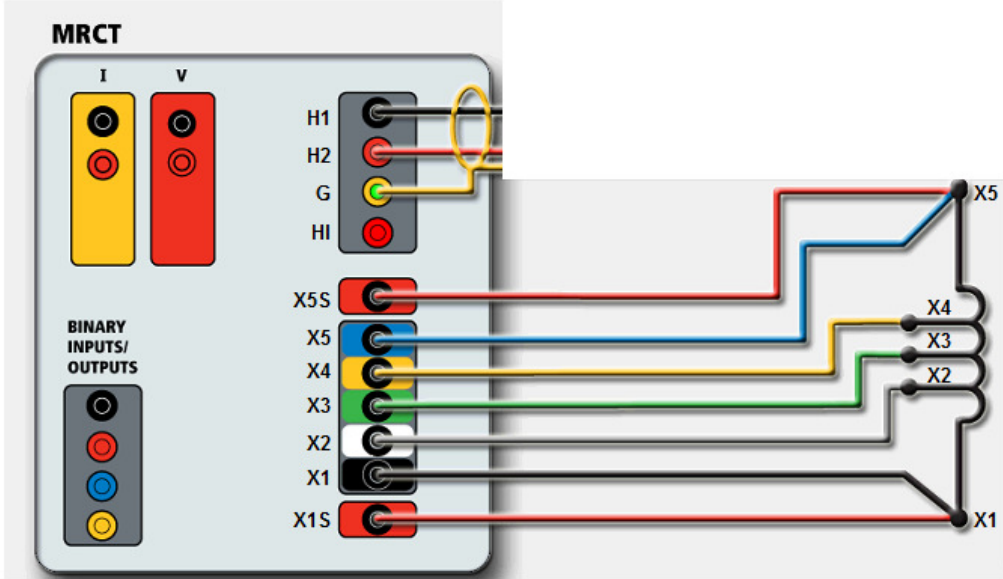 MRCT
I
V
H1
H2
G
HI
X5S
X5
X4
X3
X2
X1
X1S
BINARY
INPUTS/
OUTPUTS
X5
X4
X3
X2
X1